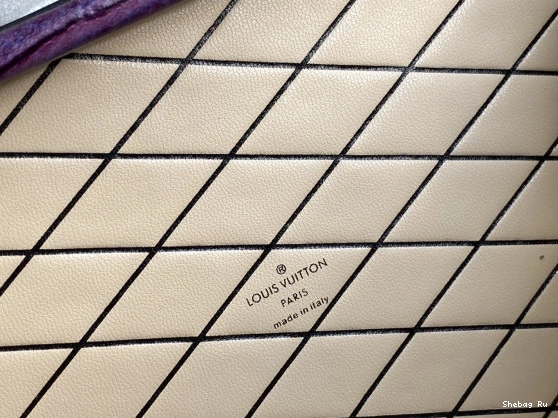 ®
LOUIS VUITTON
PARIS
made in italy
Shebag Ru